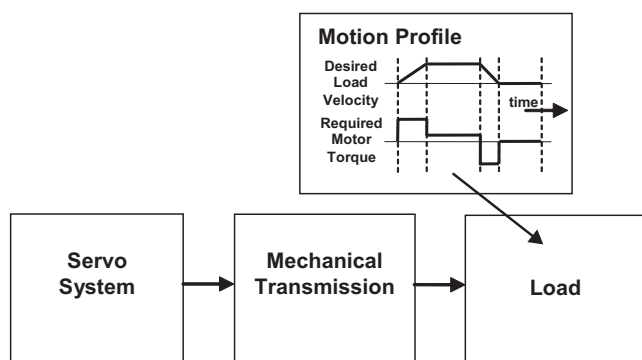 Motion Profile
Desired
Load
Velocity
time
Required
Motor
Torque
Servo
System
Mechanical
Transmission
Load